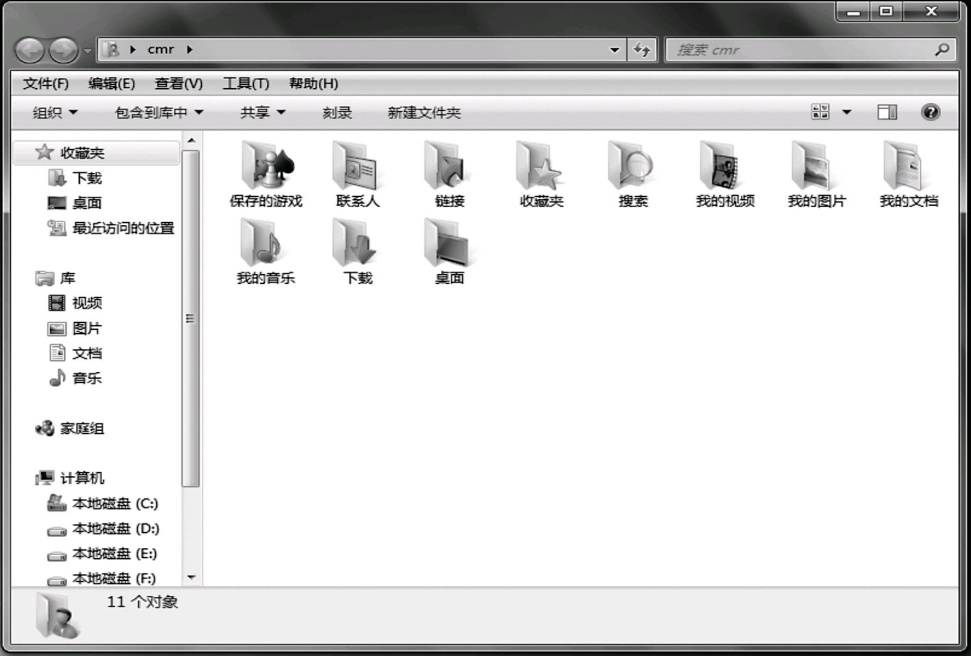 cmr
搜索 cmr
文件(F) 编辑(E) 查看(V) 工具(T) 帮助(H)
组织 包含到库中 共享 刻录 新建文件夹
收藏夹
下载
桌面
最近访问的位置
库
视频
图片
文档
音乐
家庭组
计算机
本地磁盘 (C:)
本地磁盘 (D:)
本地磁盘 (E:)
本地磁盘 (F:)
保存的游戏 联系人 链接 收藏夹 搜索 我的视频 我的图片 我的文档
我的音乐 下载 桌面
11 个对象